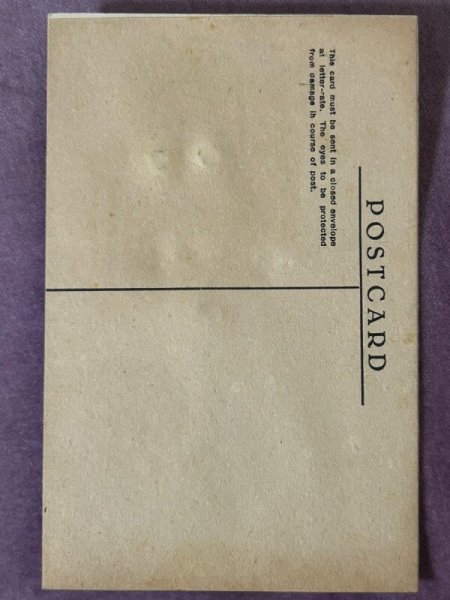 POSTCARD
This card must be sent in a closed envelope
at letter-rate. The eyes to be protected
from damage in course of post.